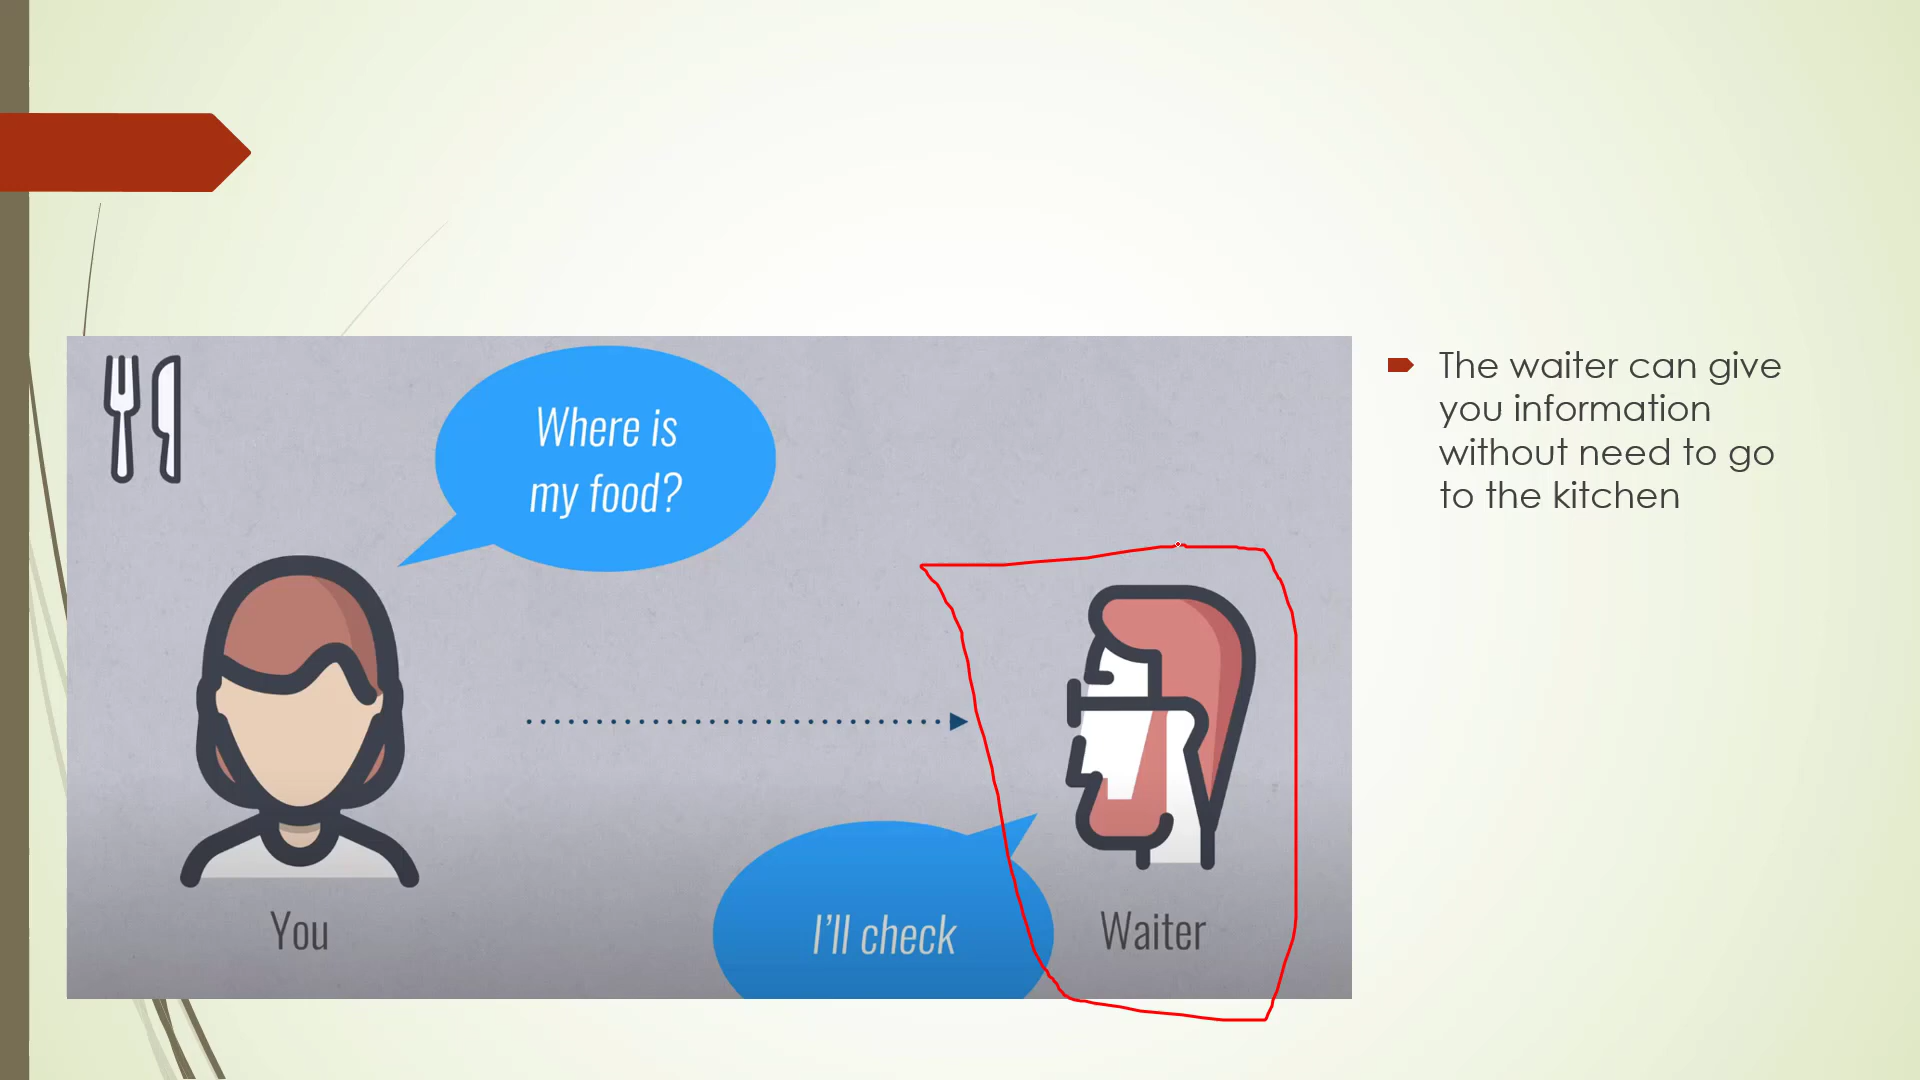 Where is
my food?
The waiter can give
you information
without need to go
to the kitchen
I'll check
You
Waiter